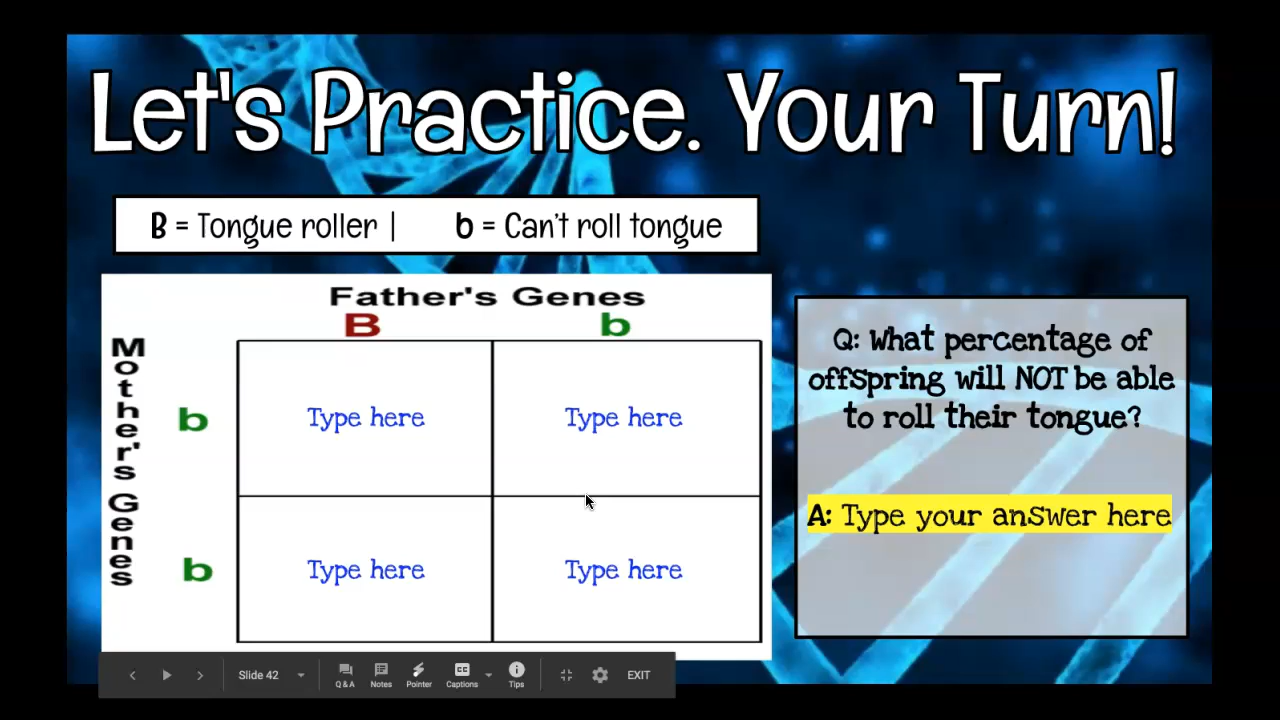 Let's Practice. Your Turn!
B = Tongue roller | b = Can't roll tongue
Father's Genes
B b
Mother's Genes
b Type here Type here
b Type here Type here
Q: What percentage of
offspring will NOT be able
to roll their tongue?
A: Type your answer here
Slide 42
Q & A Notes Pointer CC Captions Tips EXIT